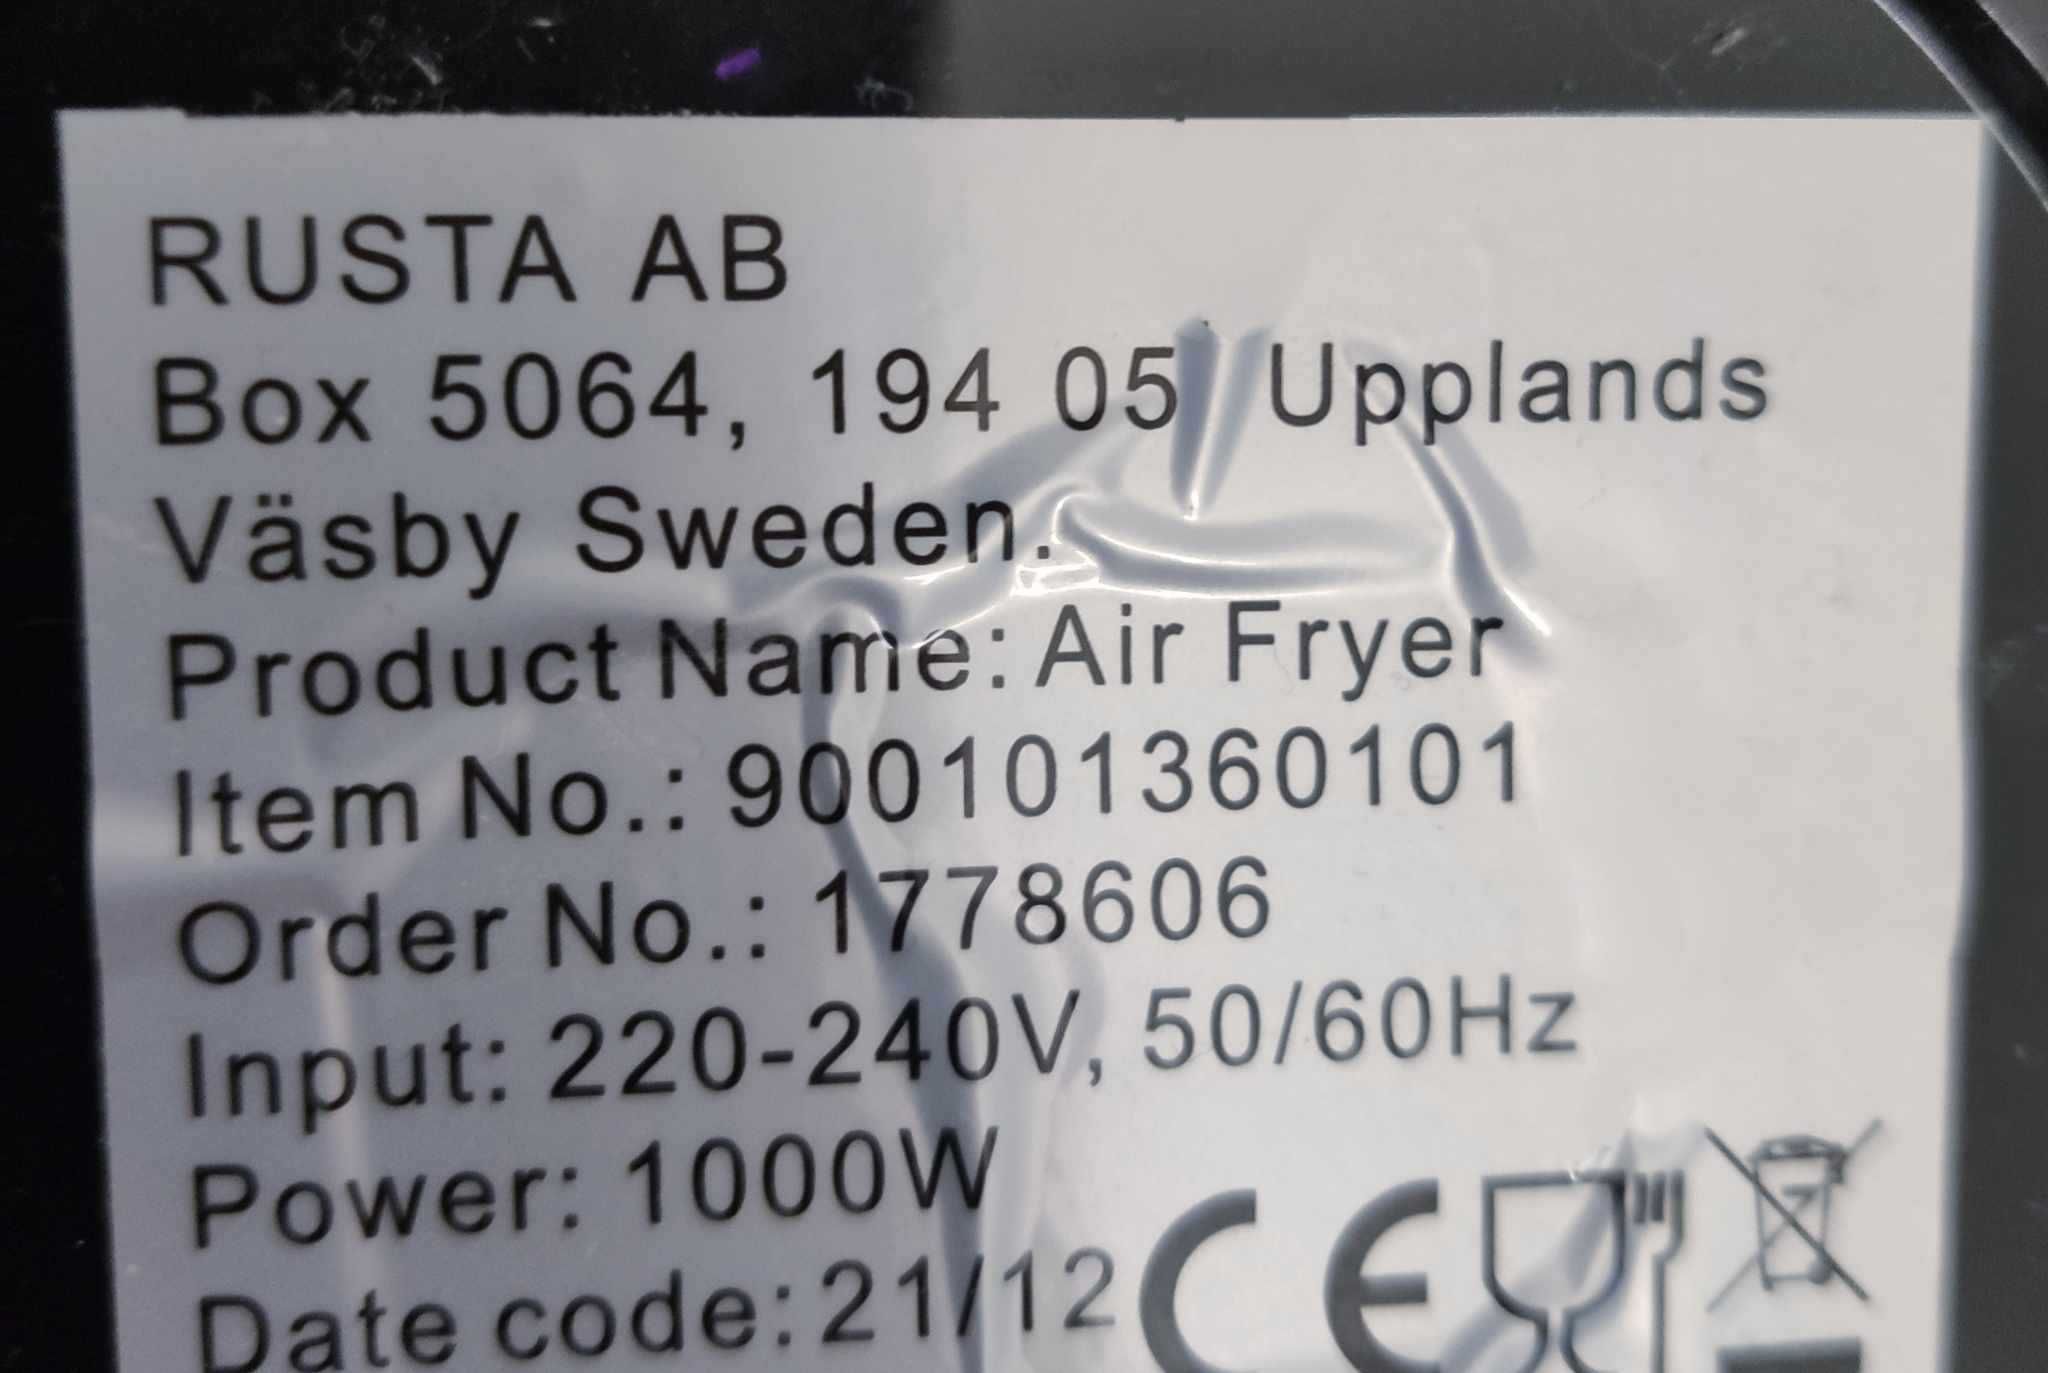 RUSTA AB
Box 5064, 194 05 Upplands
Väsby Sweden.
Product Name: Air Fryer
Item No.: 900101360101
Order No.: 1778606
Input: 220-240V, 50/60Hz
Power: 1000W
Date code: 21/12
CE